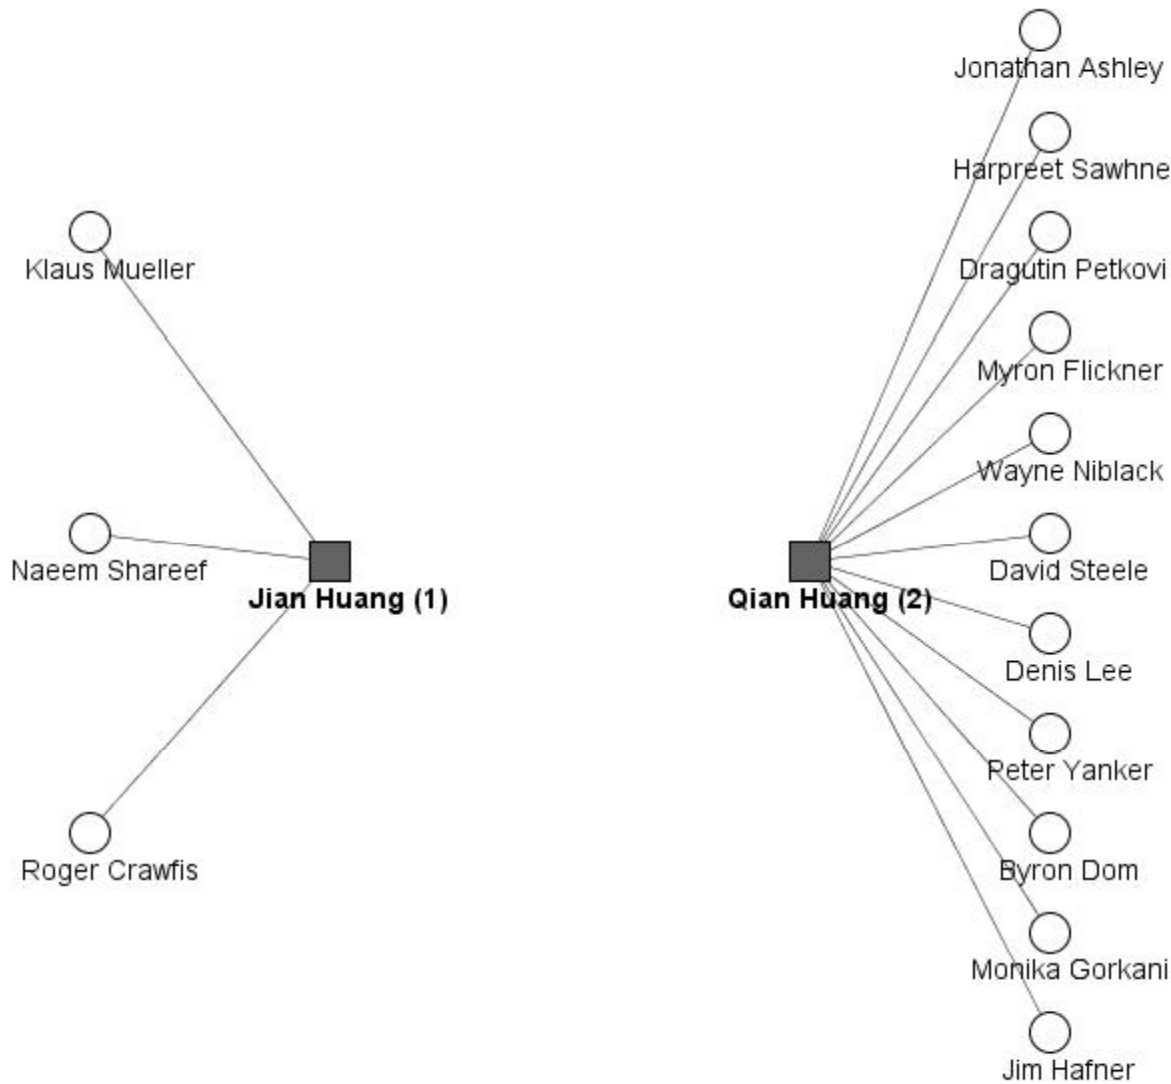 Jonathan Ashley
Harpreet Sawhne
Klaus Mueller
Dragutin Petkovi
Myron Flickner
Wayne Niblack
Naeem Shareef
David Steele
Jian Huang (1)
Qian Huang (2)
Denis Lee
Peter Yanker
Roger Crawfis
Byron Dom
Monika Gorkani
Jim Hafner